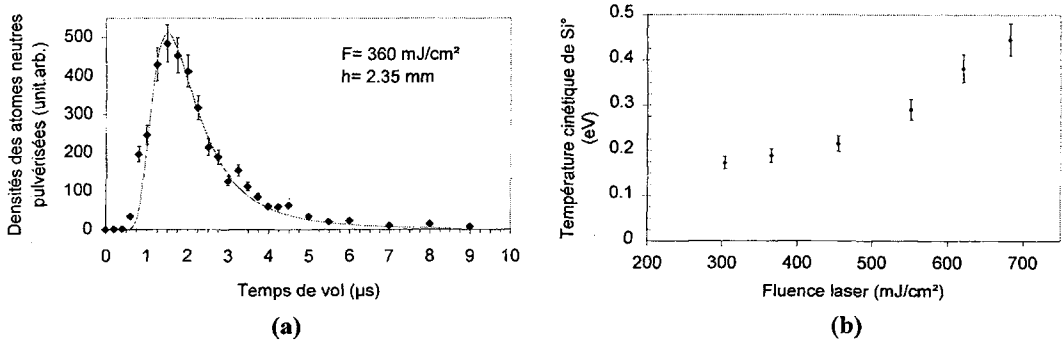 Densités des atomes neutres
pulvérisées (unit.arb.)
500
400
300
200
100
0
F= 360 mJ/cm²
h= 2.35 mm
0 1 2 3 4 5 6 7 8 9 10
Temps de vol (µs)
(a)
Température cinétique de Si°
(eV)
0.5
0.4
0.3
0.2
0.1
0
200 300 400 500 600 700
Fluence laser (mJ/cm²)
(b)